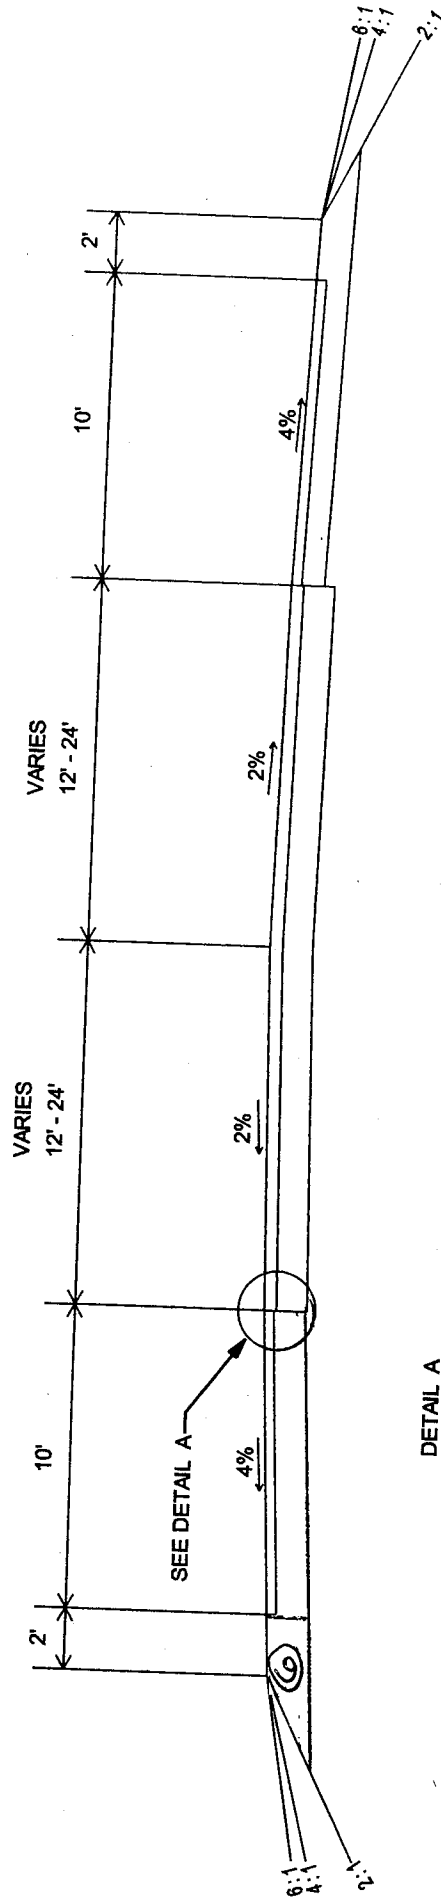 2'
10'
VARIES
12' - 24'
VARIES
12' - 24'
10'
2'
SEE DETAIL A
4%
2%
2%
4%
6
6:1
4:1
2:1
6:1
4:1
2:1
DETAIL A